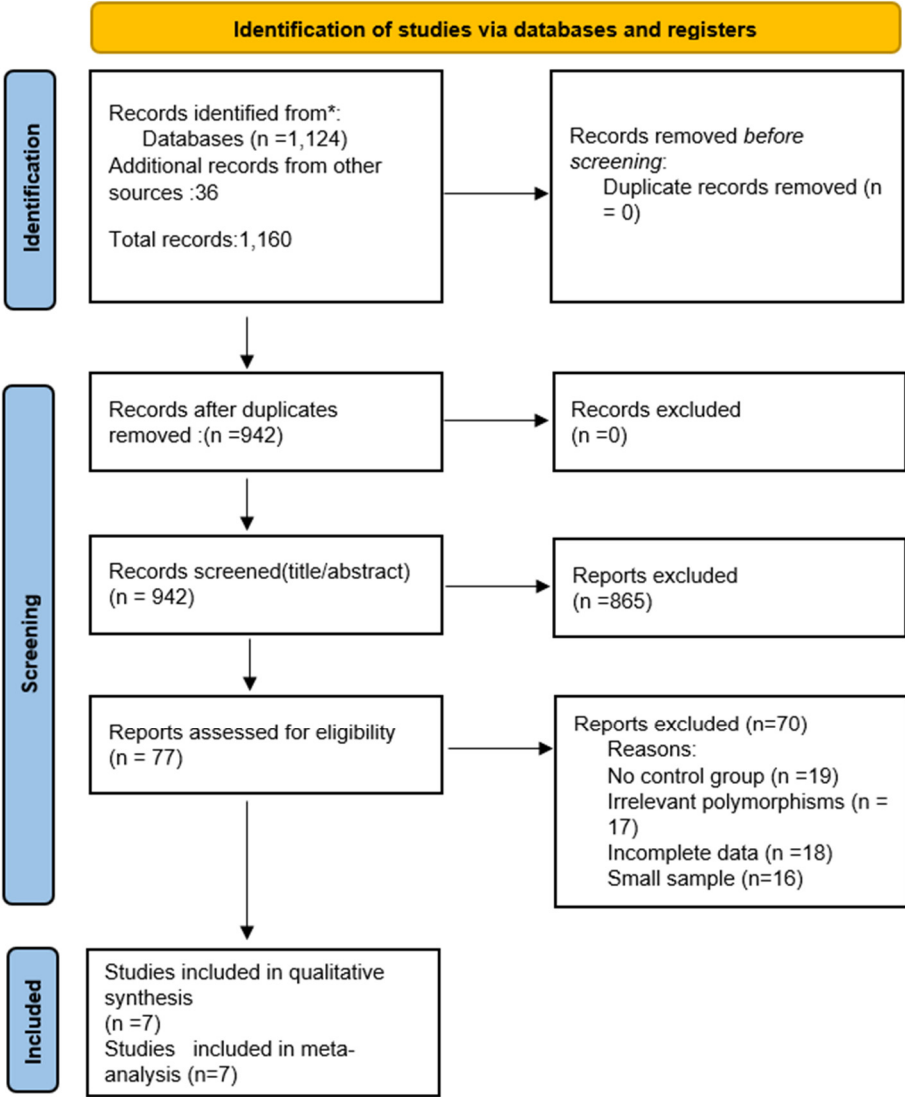 Identification of studies via databases and registers
Identification
Records identified from*:
Databases (n =1,124)
Additional records from other
sources :36
Total records:1,160
Records removed before
screening:
Duplicate records removed (n
= 0)
Screening
Records after duplicates
removed :(n =942)
Records excluded
(n =0)
Records screened(title/abstract)
(n = 942)
Reports excluded
(n =865)
Reports assessed for eligibility
(n = 77)
Reports excluded (n=70)
Reasons:
No control group (n =19)
Irrelevant polymorphisms (n =
17)
Incomplete data (n =18)
Small sample (n=16)
Included
Studies included in qualitative
synthesis
(n =7)
Studies included in meta-
analysis (n=7)